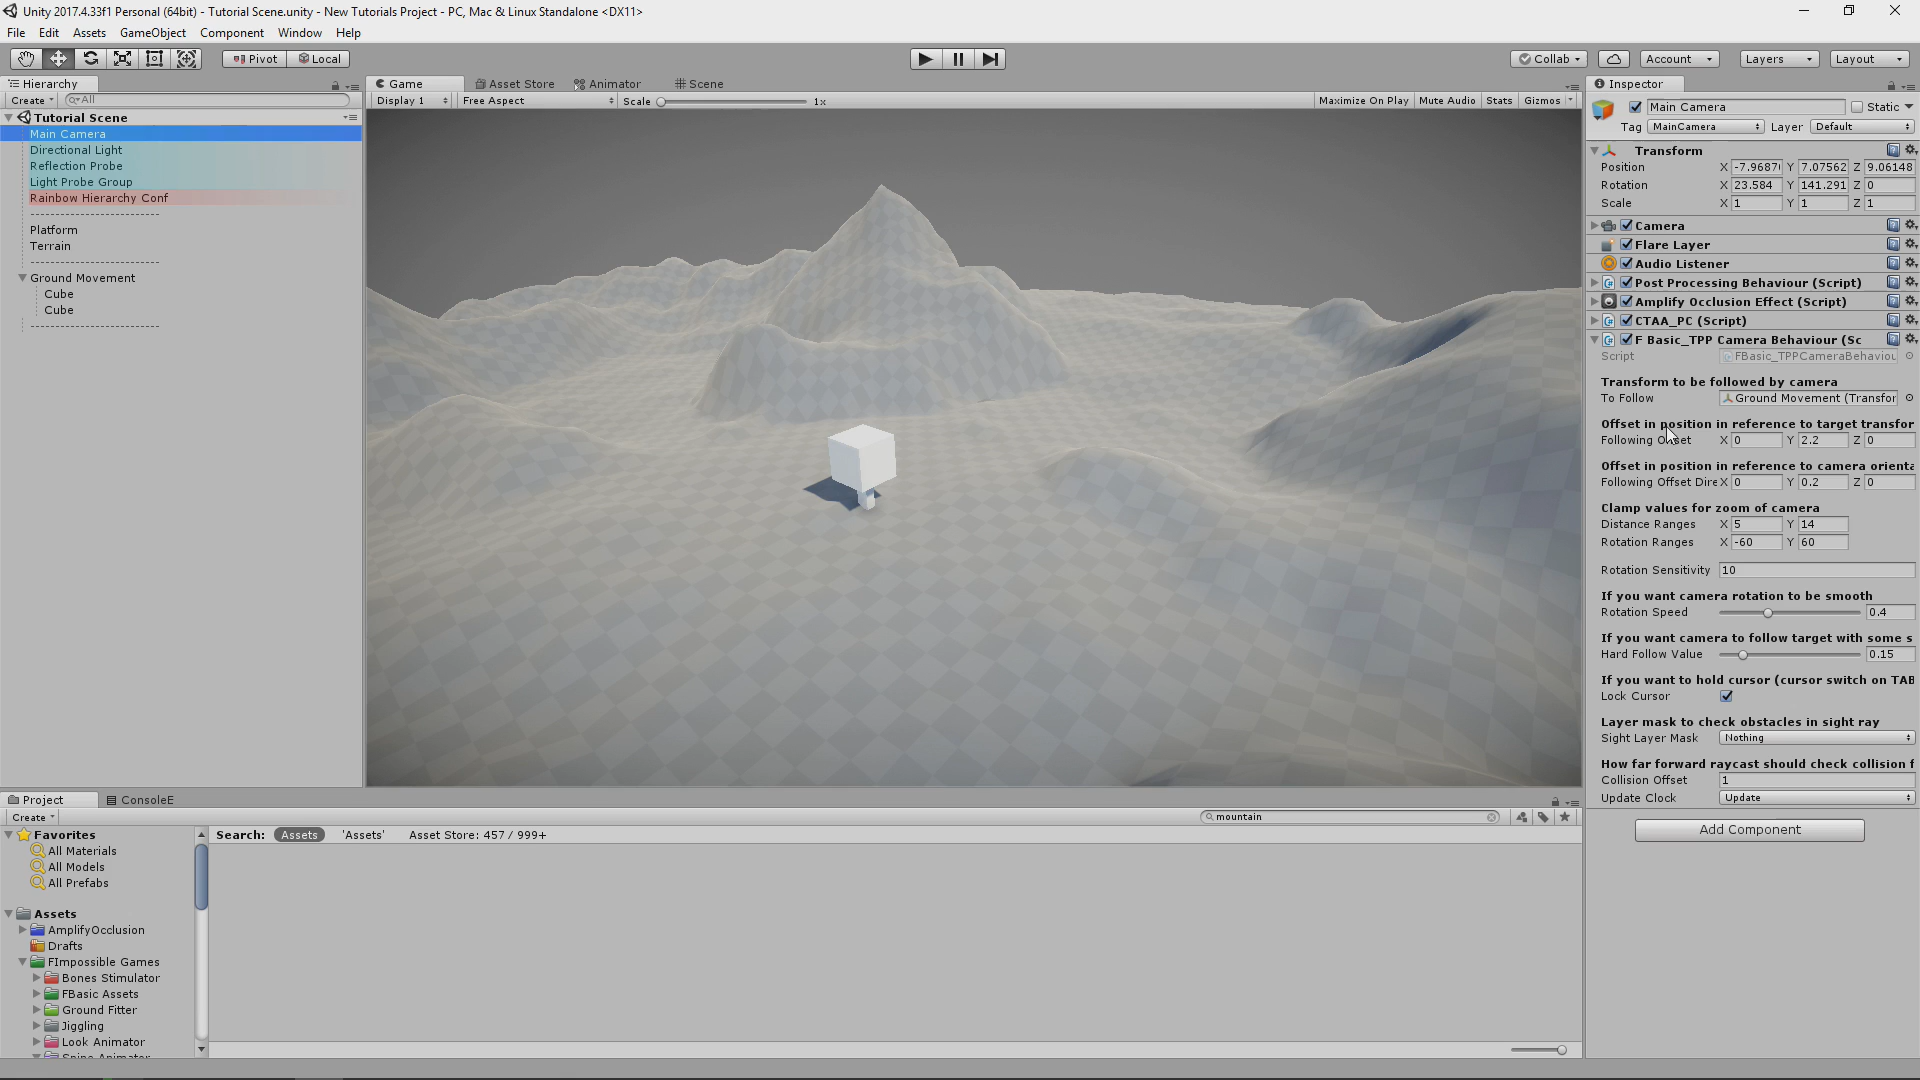 Unity 2017.4.33f1 Personal (64bit) - Tutorial Scene.unity - New Tutorials Project - PC, Mac & Linux Standalone <DX11>
File Edit Assets GameObject Component Window Help
Pivot Local
Collab Account Layers Layout
Hierarchy
Create All
Tutorial Scene
Main Camera
Directional Light
Reflection Probe
Light Probe Group
Rainbow Hierarchy Conf
--------------------------
Platform
Terrain
--------------------------
Ground Movement
Cube
Cube
--------------------------
Game Asset Store Animator Scene
Display 1 Free Aspect Scale 1x Maximize On Play Mute Audio Stats Gizmos
Inspector
Main Camera Static
Tag MainCamera Layer Default
Transform
Position X -7.9687 Y 7.07562 Z 9.06148
Rotation X 23.584 Y 141.291 Z 0
Scale X 1 Y 1 Z 1
Camera
Flare Layer
Audio Listener
Post Processing Behaviour (Script)
Amplify Occlusion Effect (Script)
CTAA_PC (Script)
F Basic_TPP Camera Behaviour (Sc
Script FBasic_TPPCameraBehaviou
Transform to be followed by camera
To Follow Ground Movement (Transfor
Offset in position in reference to target transfor
Following Offset X 0 Y 2.2 Z 0
Offset in position in reference to camera orienta
Following Offset Dire X 0 Y 0.2 Z 0
Clamp values for zoom of camera
Distance Ranges X 5 Y 14
Rotation Ranges X -60 Y 60
Rotation Sensitivity 10
If you want camera rotation to be smooth
Rotation Speed 0.4
If you want camera to follow target with some s
Hard Follow Value 0.15
If you want to hold cursor (cursor switch on TAB
Lock Cursor
Layer mask to check obstacles in sight ray
Sight Layer Mask Nothing
How far forward raycast should check collision f
Collision Offset 1
Update Clock Update
Add Component
Project ConsoleE
Create mountain
Favorites
All Materials
All Models
All Prefabs
Assets
AmplifyOcclusion
Drafts
FImpossible Games
Bones Stimulator
FBasic Assets
Ground Fitter
Jiggling
Look Animator
Spine Animator
Search: Assets 'Assets' Asset Store: 457 / 999+